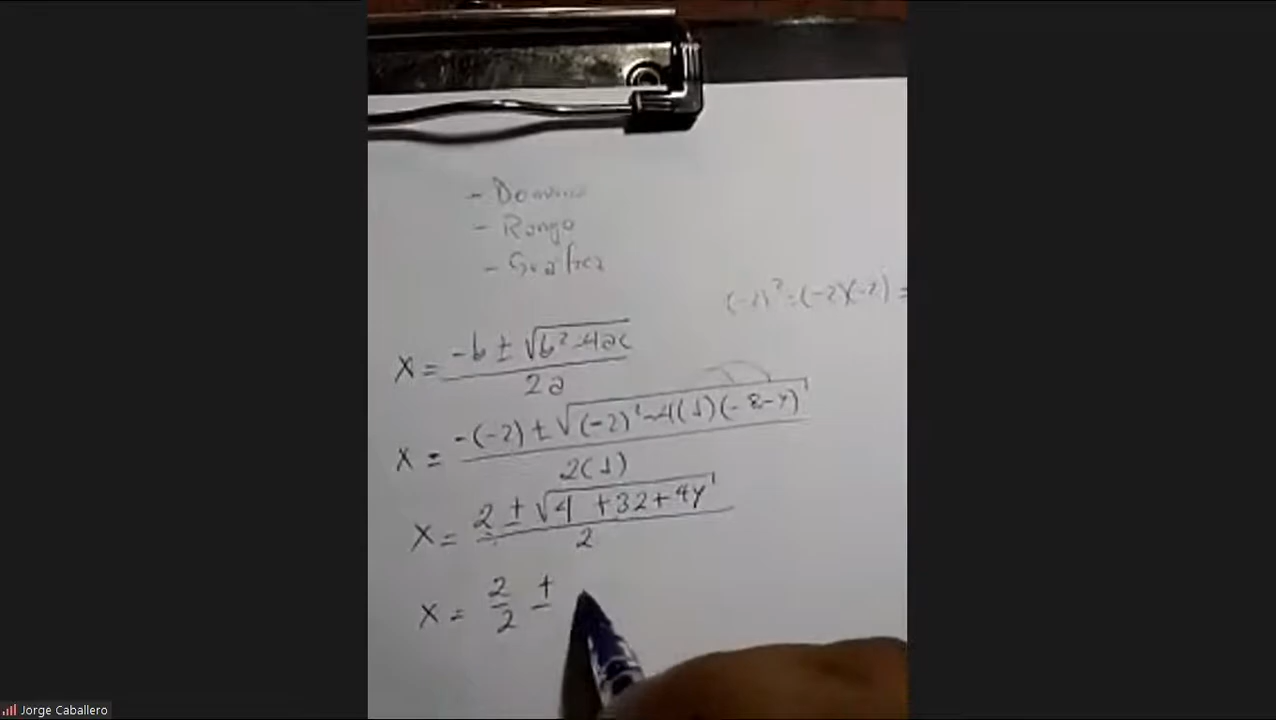 - Dominio
- Rango
- Grafica
(-2)² = (-2)(-2) =
x = -b ± √b² - 4ac / 2a
x = -(-2) ± √(-2)² - 4(1)(-8-y) / 2(1)
x = 2 ± √4 + 32 + 4y / 2
x = 2/2 ±
Jorge Caballero